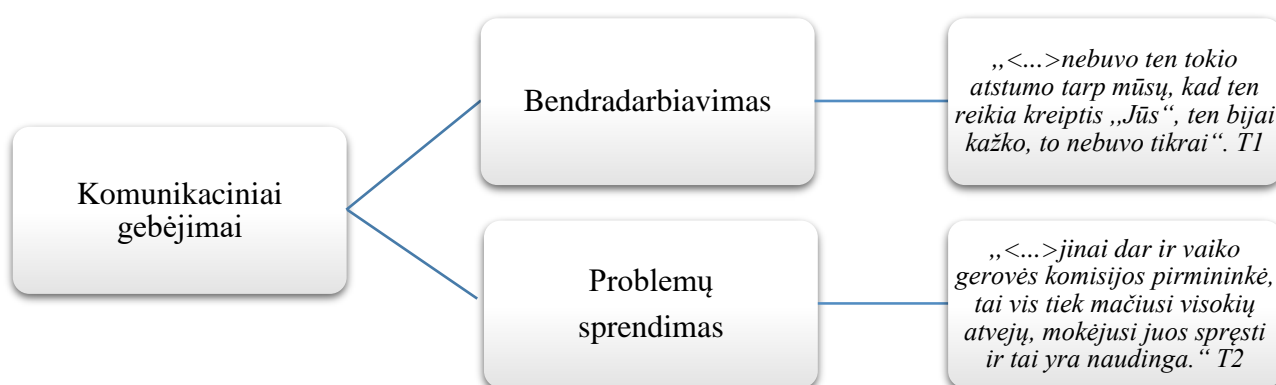 Komunikaciniai
gebėjimai
Bendradarbiavimas
,,<...>nebuvo ten tokio
atstumo tarp mūsų, kad ten
reikia kreiptis ,,Jūs“, ten bijai
kažko, to nebuvo tikrai“. T1
Problemų
sprendimas
,,<...>jinai dar ir vaiko
gerovės komisijos pirmininkė,
tai vis tiek mačiusi visokių
atvejų, mokėjusi juos spręsti
ir tai yra naudinga.“ T2